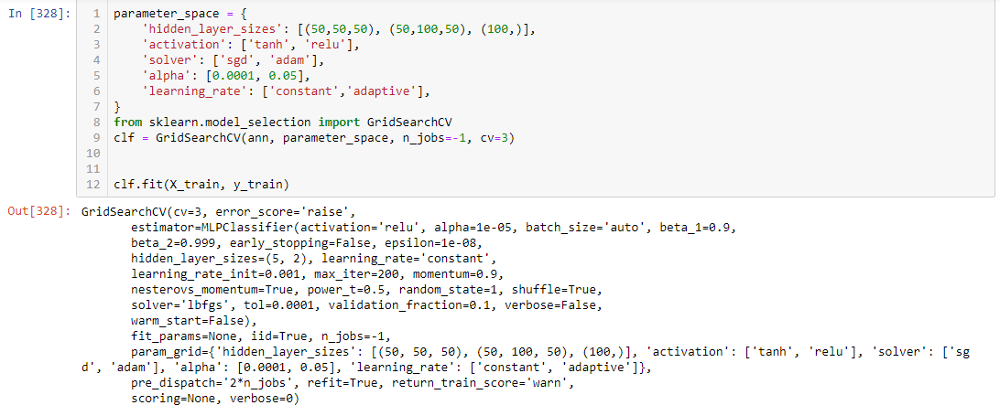 In [328]:
1 parameter_space = {
2     'hidden_layer_sizes': [(50,50,50), (50,100,50), (100,)],
3     'activation': ['tanh', 'relu'],
4     'solver': ['sgd', 'adam'],
5     'alpha': [0.0001, 0.05],
6     'learning_rate': ['constant','adaptive'],
7 }
8 from sklearn.model_selection import GridSearchCV
9 clf = GridSearchCV(ann, parameter_space, n_jobs=-1, cv=3)
10
11
12 clf.fit(X_train, y_train)
Out[328]: GridSearchCV(cv=3, error_score='raise',
       estimator=MLPClassifier(activation='relu', alpha=1e-05, batch_size='auto', beta_1=0.9,
       beta_2=0.999, early_stopping=False, epsilon=1e-08,
       hidden_layer_sizes=(5, 2), learning_rate='constant',
       learning_rate_init=0.001, max_iter=200, momentum=0.9,
       nesterovs_momentum=True, power_t=0.5, random_state=1, shuffle=True,
       solver='lbfgs', tol=0.0001, validation_fraction=0.1, verbose=False,
       warm_start=False),
       fit_params=None, iid=True, n_jobs=-1,
       param_grid={'hidden_layer_sizes': [(50, 50, 50), (50, 100, 50), (100,)], 'activation': ['tanh', 'relu'], 'solver': ['sg
d', 'adam'], 'alpha': [0.0001, 0.05], 'learning_rate': ['constant', 'adaptive']},
       pre_dispatch='2*n_jobs', refit=True, return_train_score='warn',
       scoring=None, verbose=0)